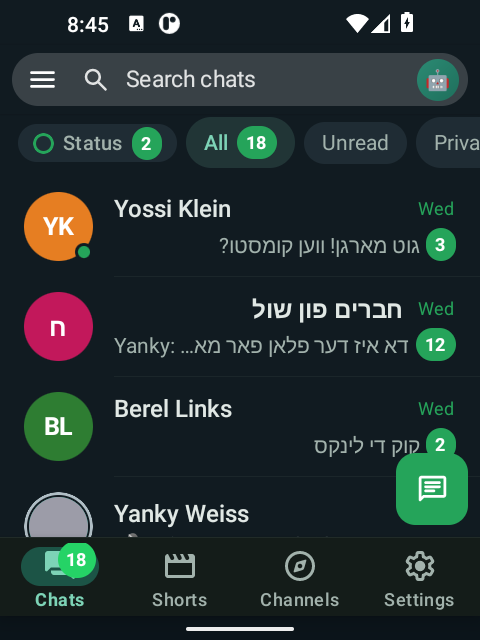 8:45
Search chats
Status 2
All 18
Unread
Priva
YK
Yossi Klein
Wed
גוט מארגן! ווען קומסטו?
3
ח
חברים פון שול
Wed
Yanky: דא איז דער פלאן פאר מא...
12
BL
Berel Links
Wed
קוק די לינקס
2
Yanky Weiss
18
Chats
Shorts
Channels
Settings